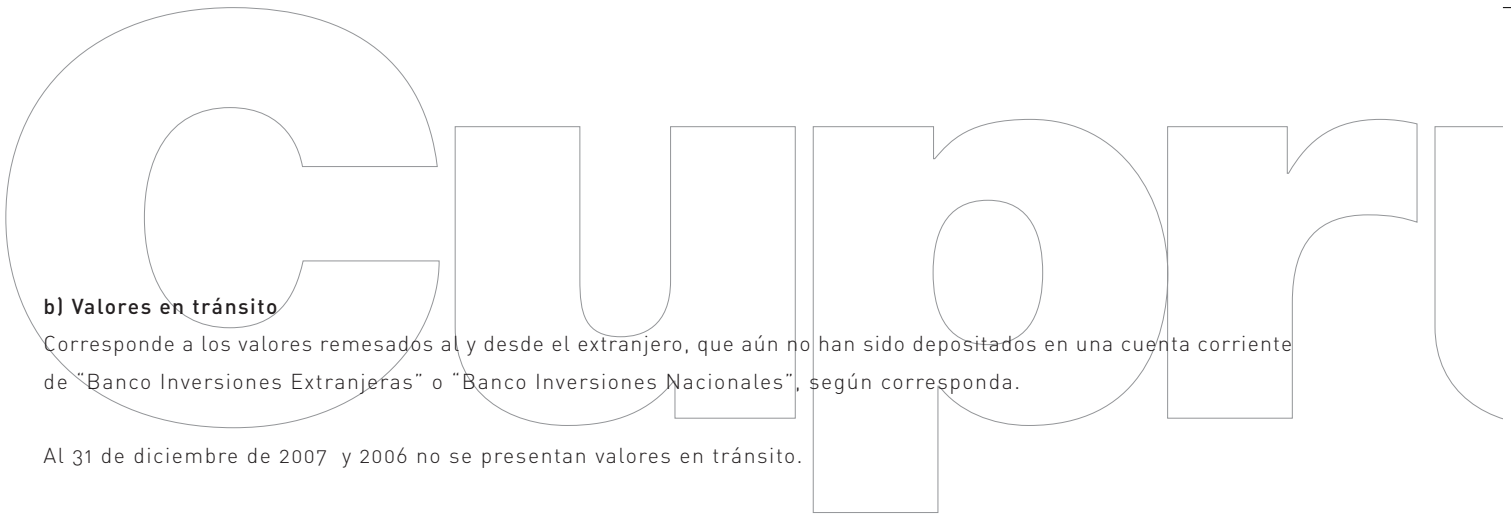 Cupr
b) Valores en tránsito
Corresponde a los valores remesados al y desde el extranjero, que aún no han sido depositados en una cuenta corriente
de “Banco Inversiones Extranjeras” o “Banco Inversiones Nacionales”, según corresponda.
Al 31 de diciembre de 2007 y 2006 no se presentan valores en tránsito.